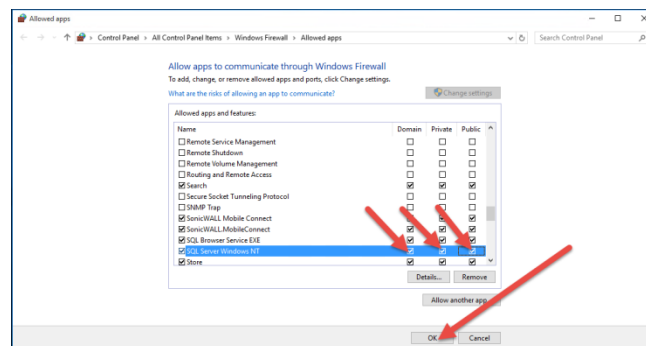 Allowed apps
Control Panel > All Control Panel Items > Windows Firewall > Allowed apps
Search Control Panel
Allow apps to communicate through Windows Firewall
To add, change, or remove allowed apps and ports, click Change settings.
What are the risks of allowing an app to communicate?
Change settings
Allowed apps and features:
Name Domain Private Public
Remote Service Management
Remote Shutdown
Remote Volume Management
Routing and Remote Access
Search
Secure Socket Tunneling Protocol
SNMP Trap
SonicWALL Mobile Connect
SonicWALL.MobileConnect
SQL Browser Service EXE
SQL Server Windows NT
Store
Details... Remove
Allow another app...
OK Cancel